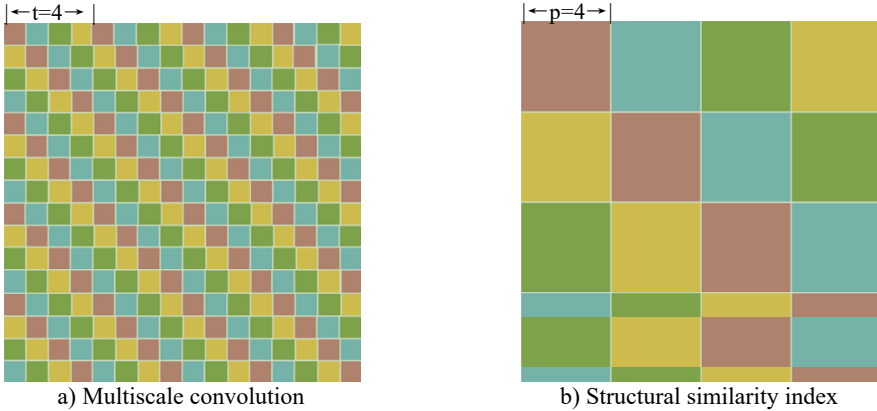 t=4
p=4
a) Multiscale convolution
b) Structural similarity index